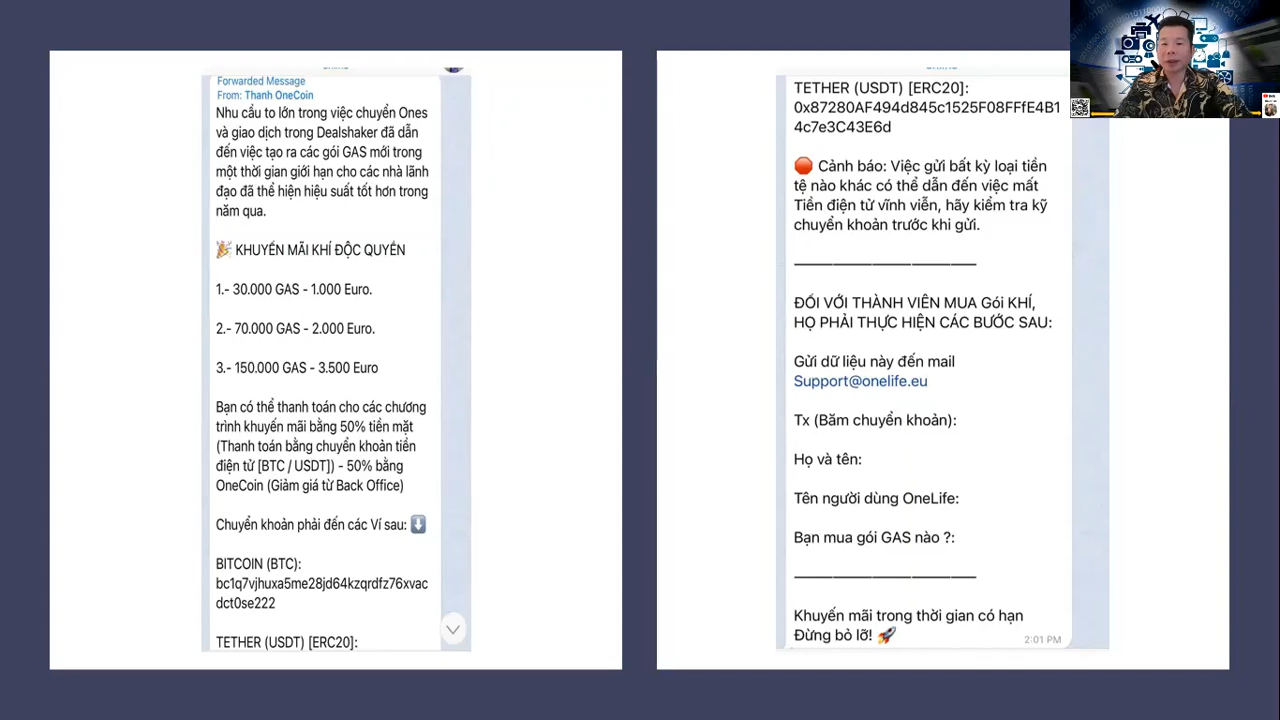 Forwarded Message
From: Thanh OneCoin
Nhu cầu to lớn trong việc chuyển Ones
và giao dịch trong Dealshaker đã dẫn
đến việc tạo ra các gói GAS mới trong
một thời gian giới hạn cho các nhà lãnh
đạo đã thể hiện hiệu suất tốt hơn trong
năm qua.
🎉 KHUYẾN MÃI KHÍ ĐỘC QUYỀN
1.- 30.000 GAS - 1.000 Euro.
2.- 70.000 GAS - 2.000 Euro.
3.- 150.000 GAS - 3.500 Euro
Bạn có thể thanh toán cho các chương
trình khuyến mãi bằng 50% tiền mặt
(Thanh toán bằng chuyển khoản tiền
điện tử [BTC / USDT]) - 50% bằng
OneCoin (Giảm giá từ Back Office)
Chuyển khoản phải đến các Ví sau: ⬇️
BITCOIN (BTC):
bc1q7vjhuxa5me28jd64kzqrdfz76xvac
dct0se222
TETHER (USDT) [ERC20]:
TETHER (USDT) [ERC20]:
0x87280AF494d845c1525F08FFfE4B1
4c7e3C43E6d
🛑 Cảnh báo: Việc gửi bất kỳ loại tiền
tệ nào khác có thể dẫn đến việc mất
Tiền điện tử vĩnh viễn, hãy kiểm tra kỹ
chuyển khoản trước khi gửi.
ĐỐI VỚI THÀNH VIÊN MUA Gói KHÍ,
HỌ PHẢI THỰC HIỆN CÁC BƯỚC SAU:
Gửi dữ liệu này đến mail
Support@onelife.eu
Tx (Băm chuyển khoản):
Họ và tên:
Tên người dùng OneLife:
Bạn mua gói GAS nào ?:
Khuyến mãi trong thời gian có hạn
Đừng bỏ lỡ! 🚀
2:01 PM